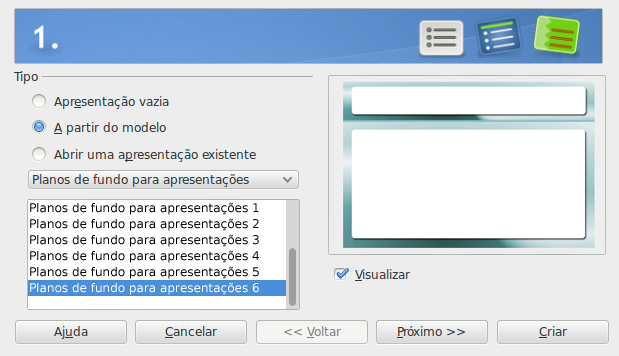 1.
Tipo
Apresentação vazia
A partir do modelo
Abrir uma apresentação existente
Planos de fundo para apresentações
Planos de fundo para apresentações 1
Planos de fundo para apresentações 2
Planos de fundo para apresentações 3
Planos de fundo para apresentações 4
Planos de fundo para apresentações 5
Planos de fundo para apresentações 6
Visualizar
Ajuda
Cancelar
<< Voltar
Próximo >>
Criar